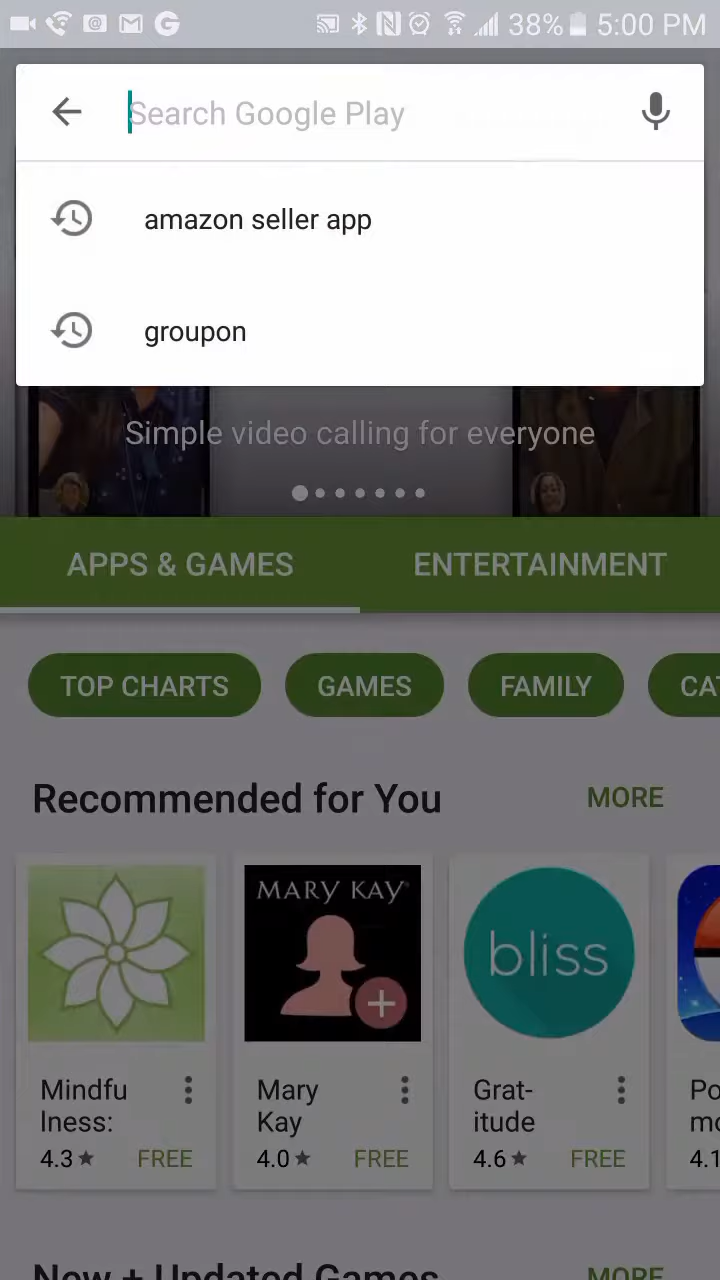 38% 5:00 PM
Search Google Play
amazon seller app
groupon
Simple video calling for everyone
APPS & GAMES ENTERTAINMENT
TOP CHARTS GAMES FAMILY CA
Recommended for You MORE
MARY KAY
bliss
Mindfu
lness:
4.3 FREE
Mary
Kay
4.0 FREE
Grat-
itude
4.6 FREE
Po
mo
4.1
New + Updated Games MORE